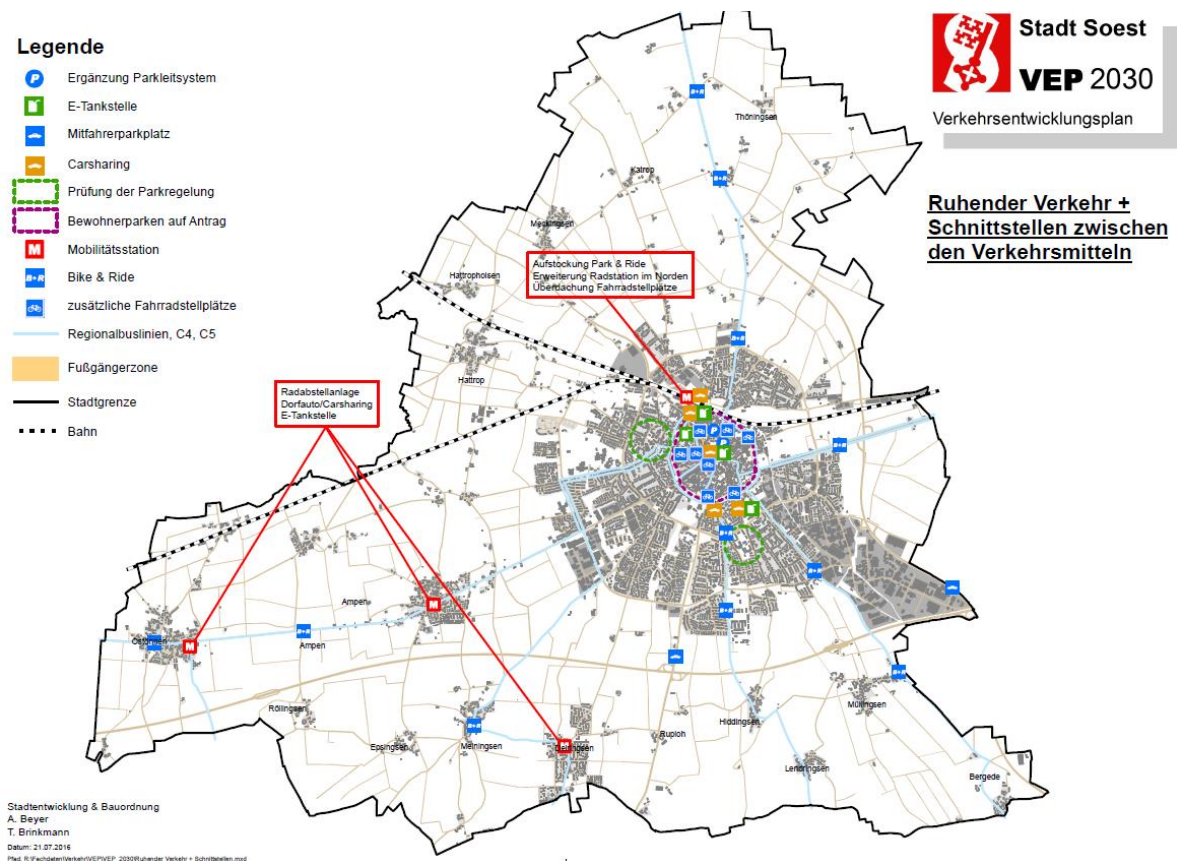 Legende
P
Ergänzung Parkleitsystem
E-Tankstelle
Mitfahrerparkplatz
Carsharing
Prüfung der Parkregelung
Bewohnerparken auf Antrag
M
Mobilitätsstation
B+R
Bike & Ride
zusätzliche Fahrradstellplätze
Regionalbuslinien, C4, C5
Fußgängerzone
Stadtgrenze
Bahn
Stadt Soest
VEP 2030
Verkehrsentwicklungsplan
Ruhender Verkehr +
Schnittstellen zwischen
den Verkehrsmitteln
B+R
Thöningsen
Katrop
B+R
Meckingsen
Aufstockung Park & Ride
Erweiterung Radstation im Norden
Überdachung Fahrradstellplätze
Hattropholsen
B+R
Hattrop
Radabstellanlage
Dorfauto/Carsharing
E-Tankstelle
M
P
P
B+R
B+R
B+R
Ampen
M
B+R
B+R
M
Ampen
B+R
Röllingsen
Epsingsen
Meiningsen
B+R
Deiringsen
M
Ruploh
Hiddingsen
Müllingsen
Lendringsen
Bergede
Stadtentwicklung & Bauordnung
A. Beyer
T. Brinkmann
Datum: 21.07.2016